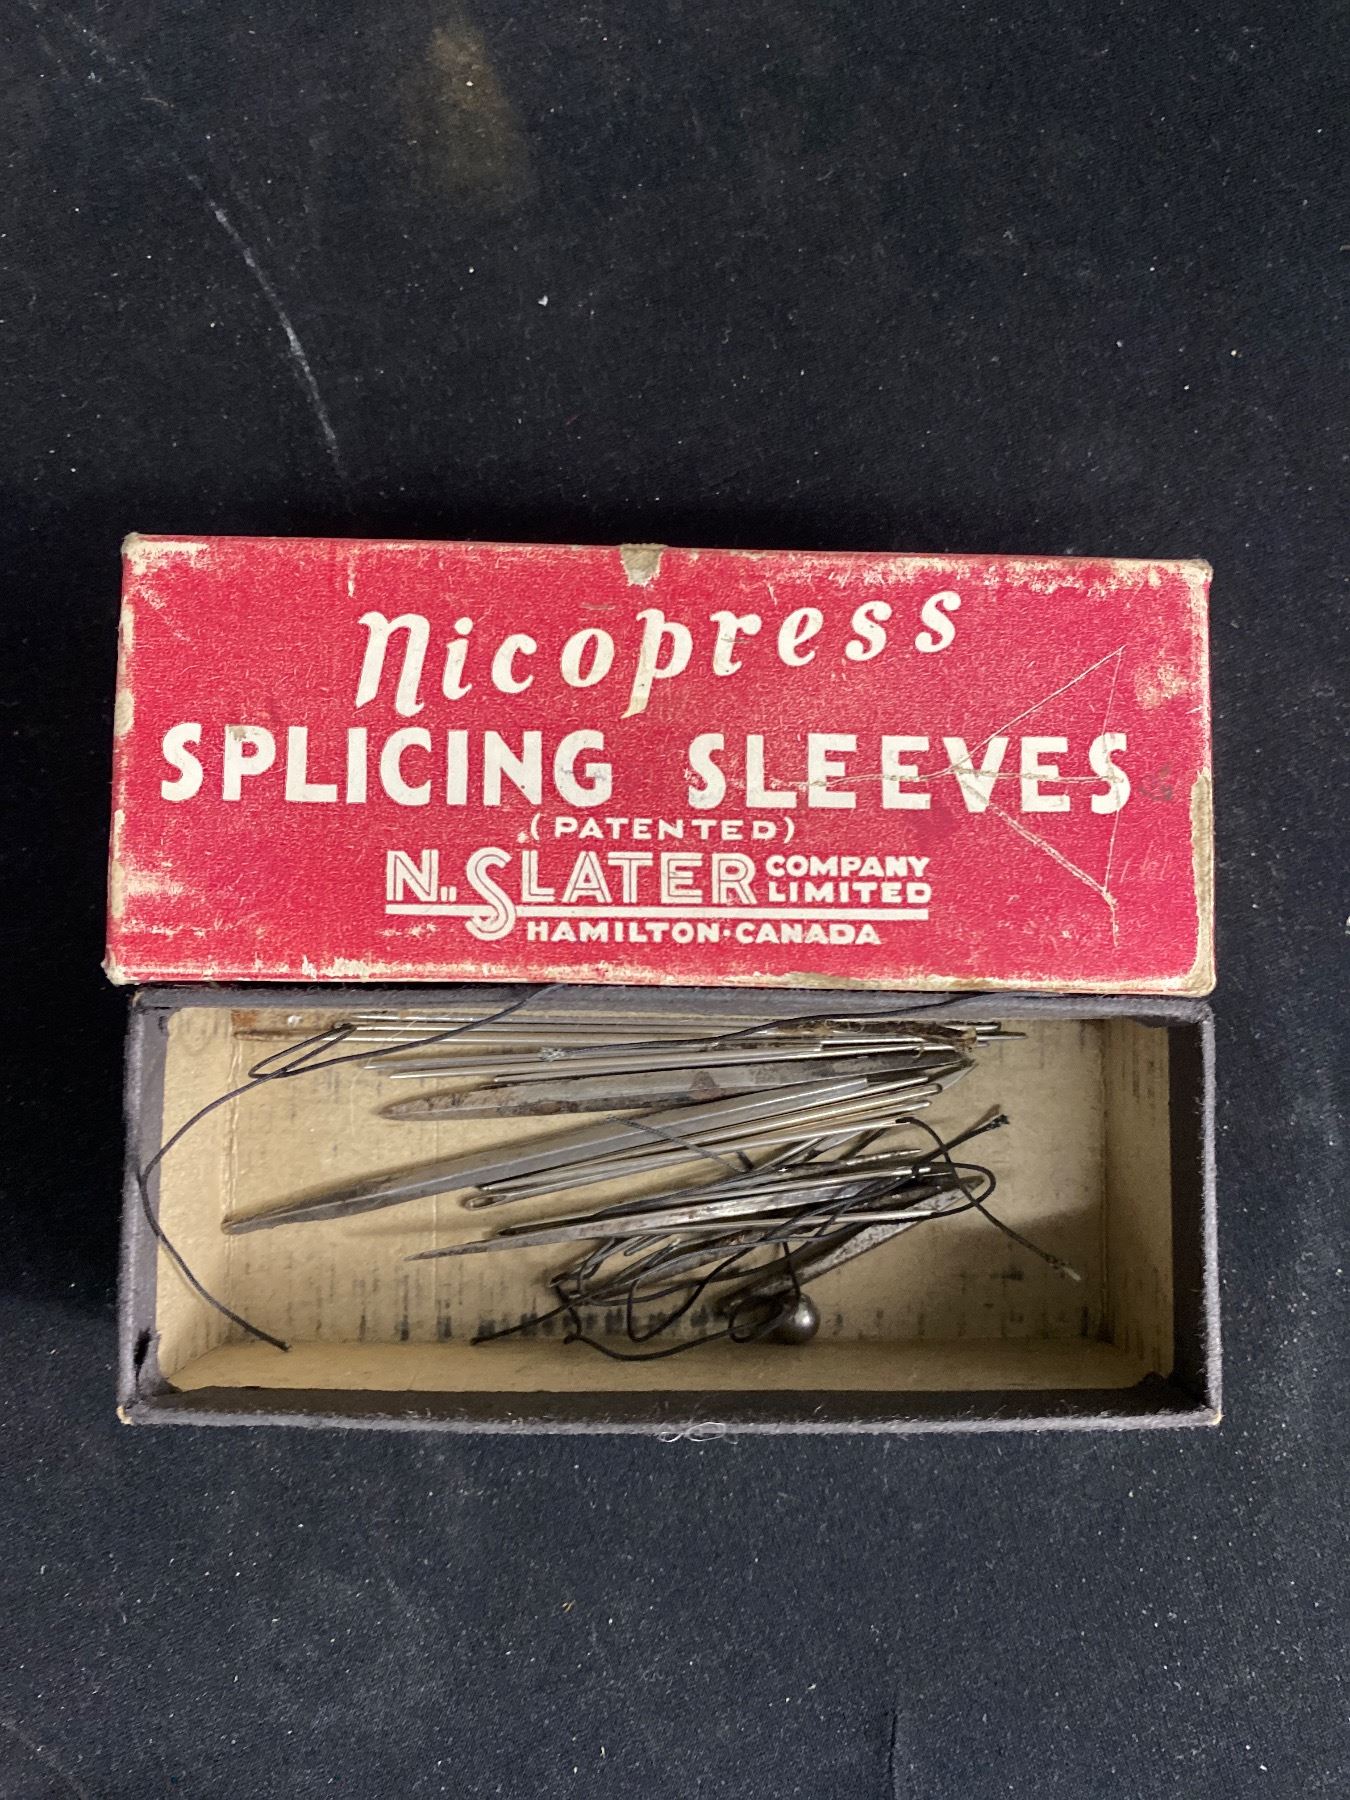 Nicopress
SPLICING SLEEVES
(PATENTED)
N. SLATER COMPANY LIMITED
HAMILTON·CANADA